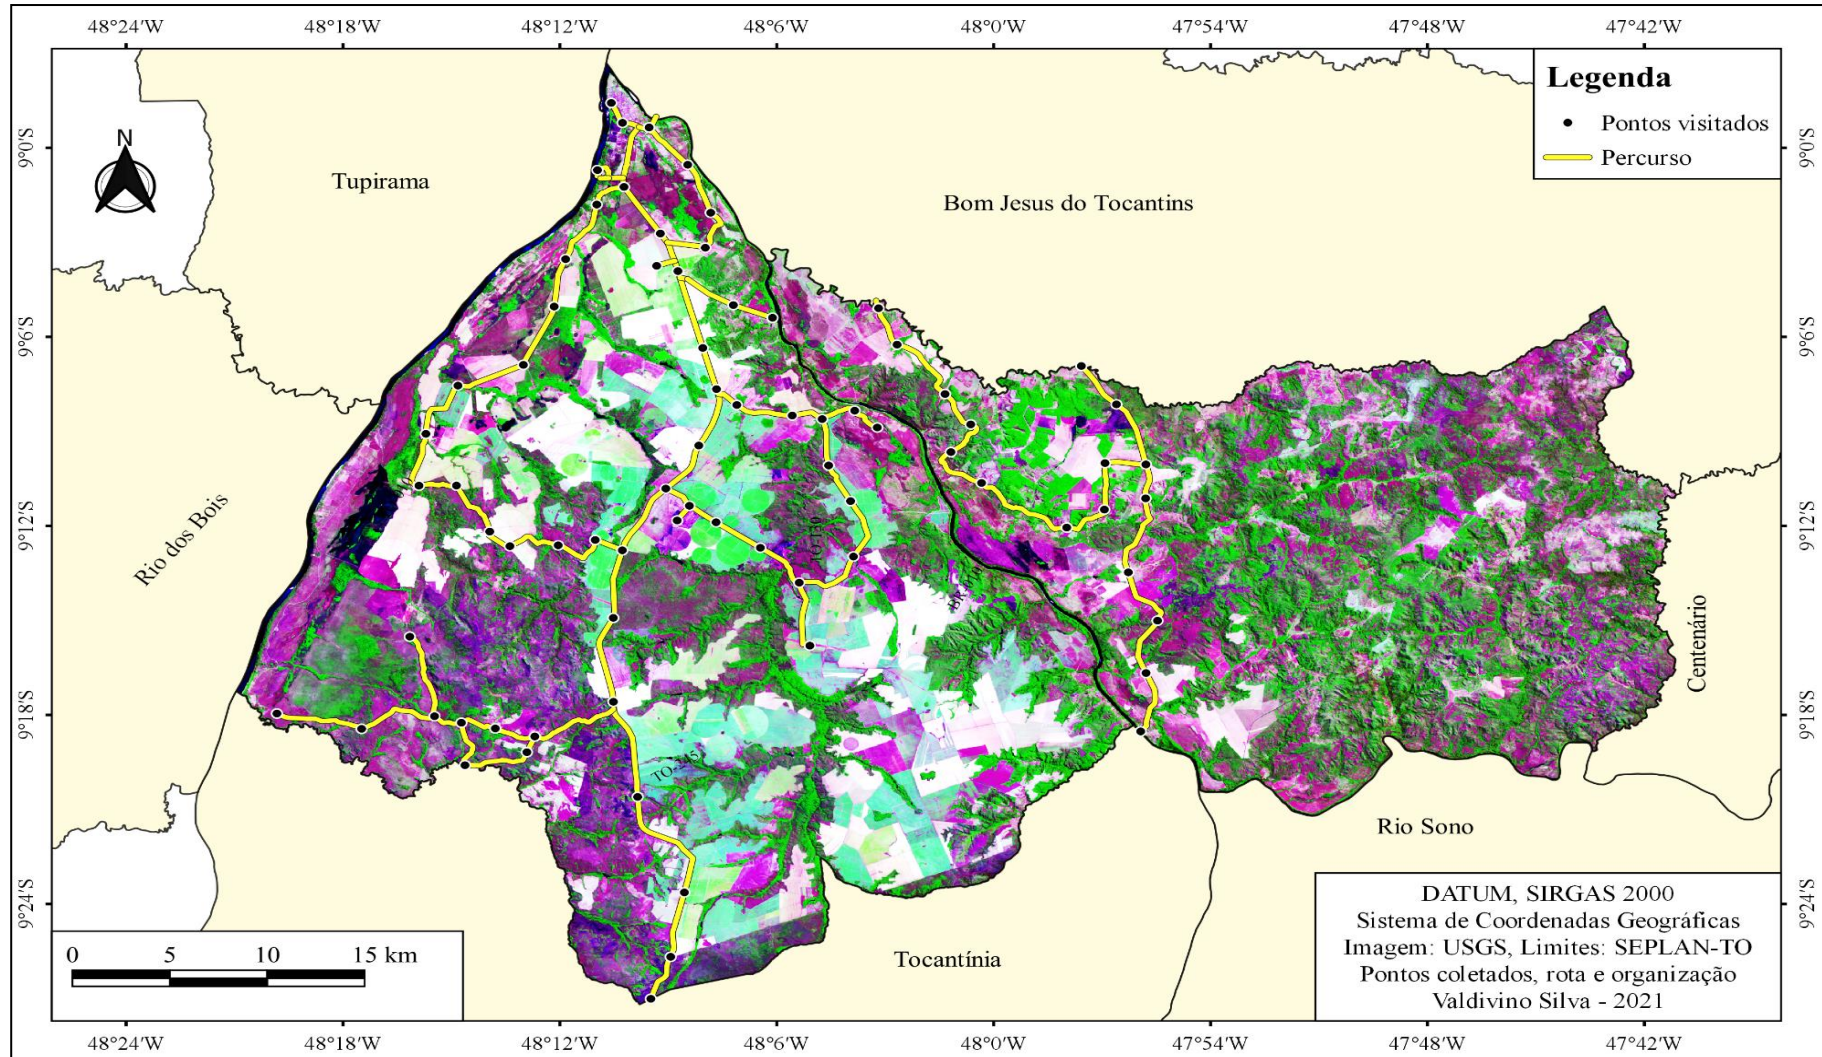 48°24'W 48°18'W 48°12'W 48°6'W 48°0'W 47°54'W 47°48'W 47°42'W
Legenda
Pontos visitados
Percurso
N
9°0'S 9°0'S
Tupirama
Bom Jesus do Tocantins
9°6'S 9°6'S
9°12'S 9°12'S
Rio dos Bois
Centenário
9°18'S 9°18'S
Rio Sono
9°24'S 9°24'S
Tocantínia
0 5 10 15 km
DATUM, SIRGAS 2000
Sistema de Coordenadas Geográficas
Imagem: USGS, Limites: SEPLAN-TO
Pontos coletados, rota e organização
Valdivino Silva - 2021
48°24'W 48°18'W 48°12'W 48°6'W 48°0'W 47°54'W 47°48'W 47°42'W